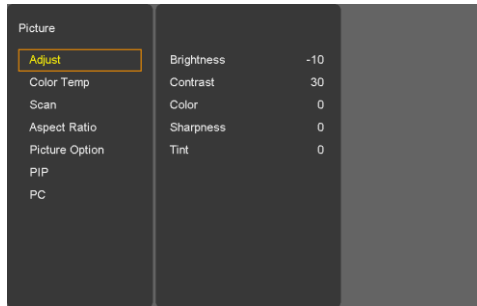 Picture
Adjust
Color Temp
Scan
Aspect Ratio
Picture Option
PIP
PC
Brightness -10
Contrast 30
Color 0
Sharpness 0
Tint 0